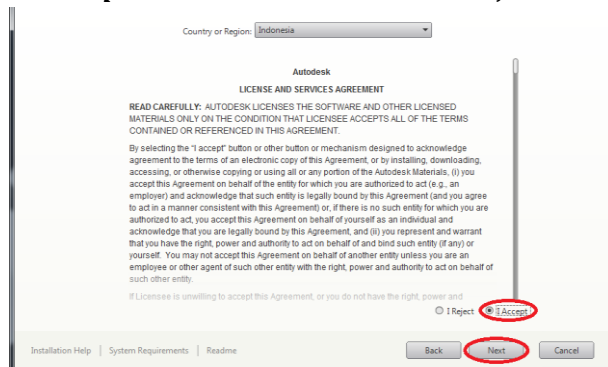 Country or Region: Indonesia
Autodesk
LICENSE AND SERVICES AGREEMENT
READ CAREFULLY: AUTODESK LICENSES THE SOFTWARE AND OTHER LICENSED
MATERIALS ONLY ON THE CONDITION THAT LICENSEE ACCEPTS ALL OF THE TERMS
CONTAINED OR REFERENCED IN THIS AGREEMENT.
By selecting the "I accept" button or other button or mechanism designed to acknowledge
agreement to the terms of an electronic copy of this Agreement, or by installing, downloading,
accessing, or otherwise copying or using all or any portion of the Autodesk Materials, (i) you
accept this Agreement on behalf of the entity for which you are authorized to act (e.g., an
employer) and acknowledge that such entity is legally bound by this Agreement (and you agree
to act in a manner consistent with this Agreement) or, if there is no such entity for which you are
authorized to act, you accept this Agreement on behalf of yourself as an individual and
acknowledge that you are legally bound by this Agreement, and (ii) you represent and warrant
that you have the right, power and authority to act on behalf of and bind such entity (if any) or
yourself. You may not accept this Agreement on behalf of another entity unless you are an
employee or other agent of such other entity with the right, power and authority to act on behalf of
such other entity.
If Licensee is unwilling to accept this Agreement, or you do not have the right, power and
I Reject I Accept
Installation Help | System Requirements | Readme Back Next Cancel